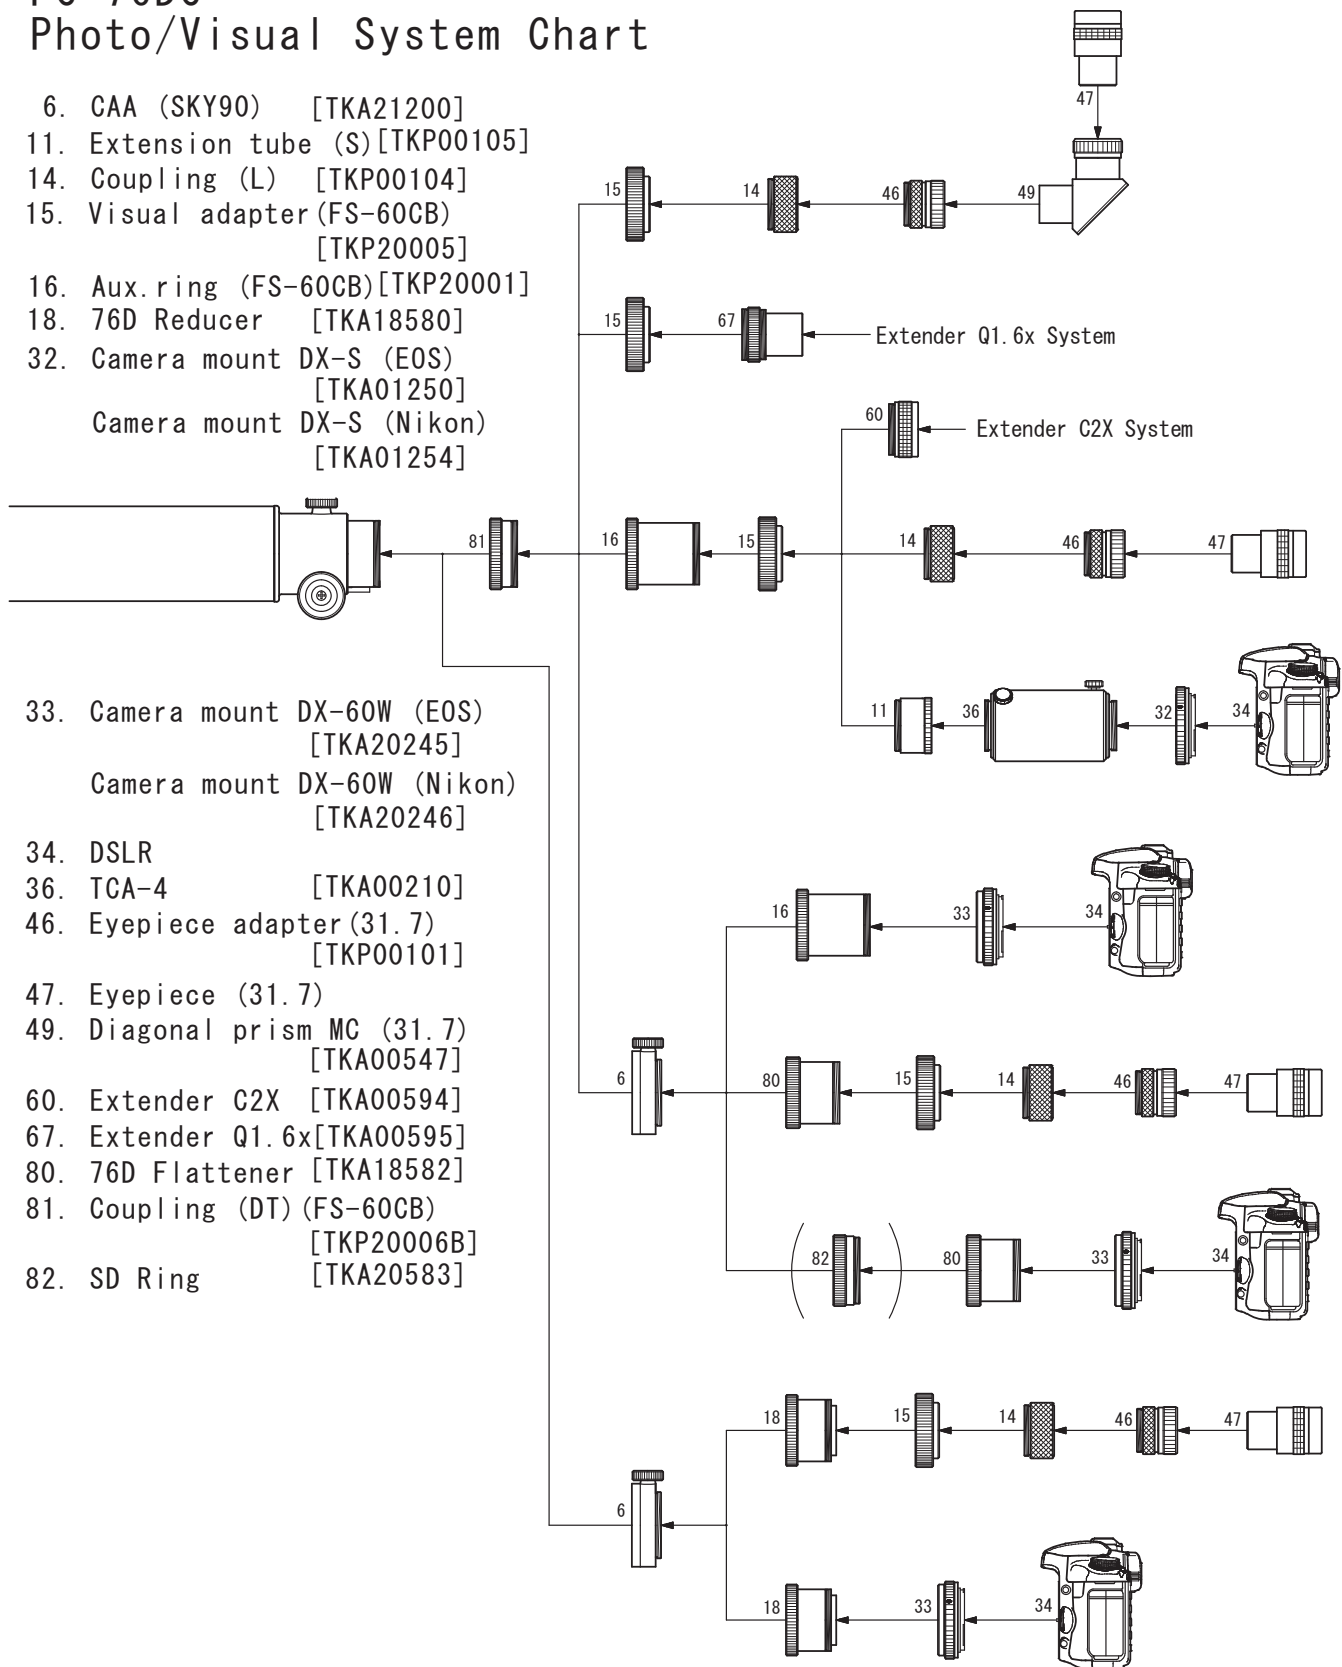 Photo/Visual System Chart
6. CAA (SKY90) [TKA21200]
11. Extension tube (S)[TKP00105]
14. Coupling (L) [TKP00104]
15. Visual adapter(FS-60CB)
[TKP20005]
16. Aux.ring (FS-60CB)[TKP20001]
18. 76D Reducer [TKA18580]
32. Camera mount DX-S (EOS)
[TKA01250]
Camera mount DX-S (Nikon)
[TKA01254]
33. Camera mount DX-60W (EOS)
[TKA20245]
Camera mount DX-60W (Nikon)
[TKA20246]
34. DSLR
36. TCA-4 [TKA00210]
46. Eyepiece adapter(31.7)
[TKP00101]
47. Eyepiece (31.7)
49. Diagonal prism MC (31.7)
[TKA00547]
60. Extender C2X [TKA00594]
67. Extender Q1.6x[TKA00595]
80. 76D Flattener [TKA18582]
81. Coupling (DT)(FS-60CB)
[TKP20006B]
82. SD Ring [TKA20583]
47
15 14 46 49
15 67 Extender Q1.6x System
60 Extender C2X System
81 16 15 14 46 47
11 36 32 34
16 33 34
6 80 15 14 46 47
82 80 33 34
18 15 14 46 47
6
18 33 34